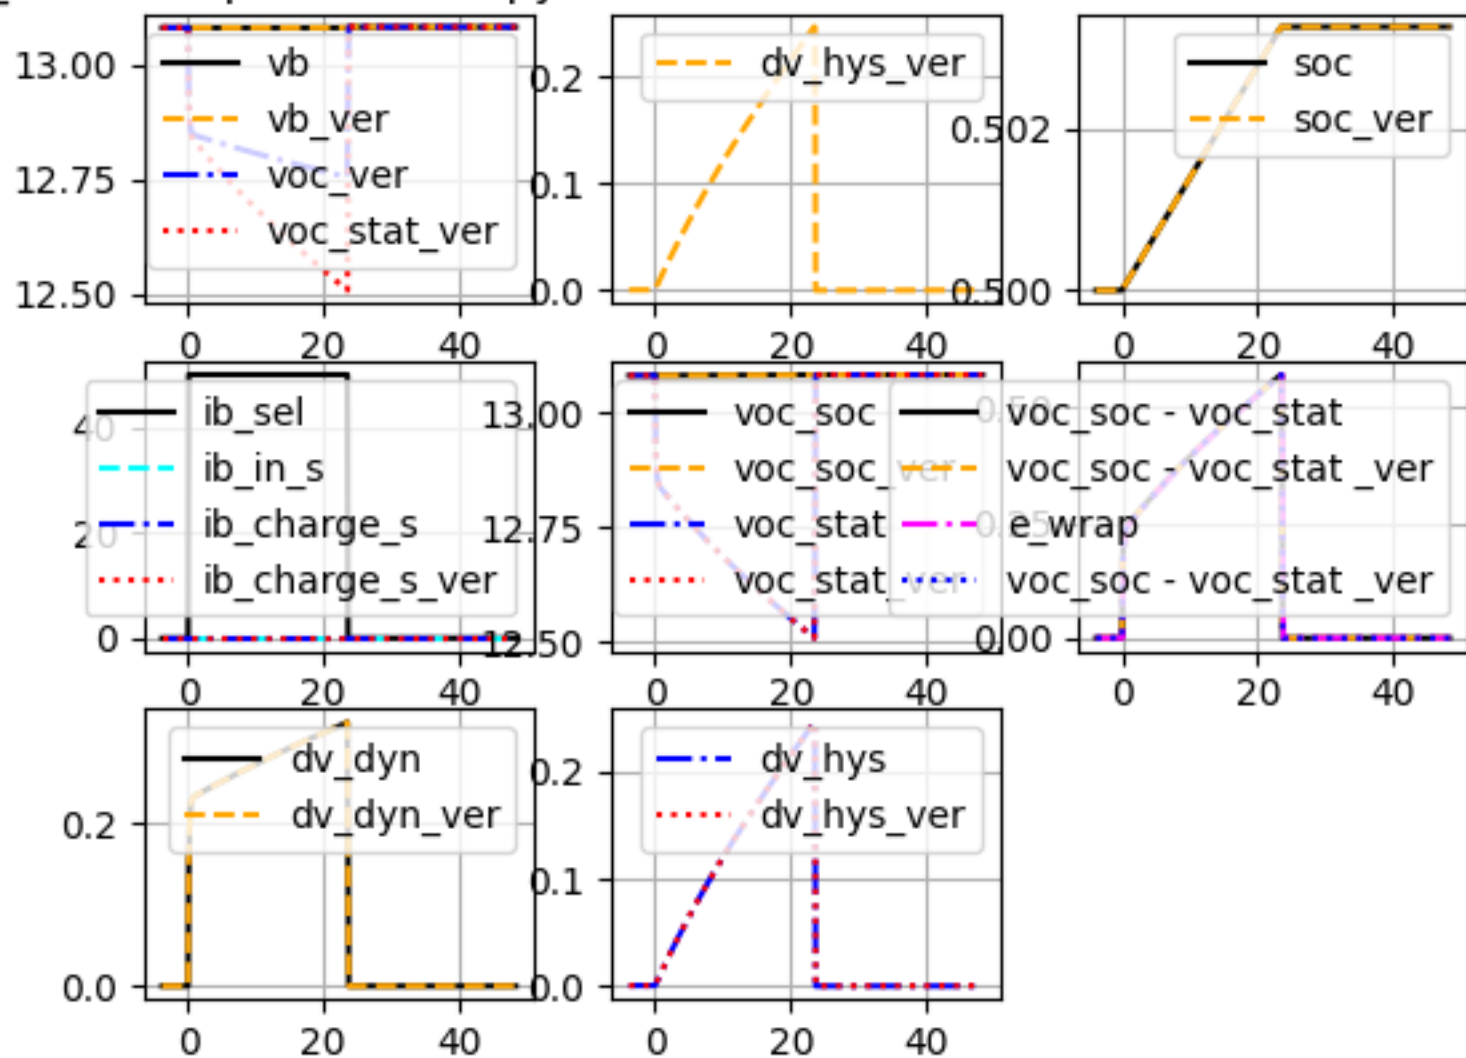 13.00
12.75
12.50
vb
vb_ver
voc_ver
voc_stat_ver
0 20 40
0.2
0.1
0.0
dv_hys_ver
0 20 40
0.502
0.500
soc
soc_ver
0 20 40
40
20
0
ib_sel
ib_in_s
ib_charge_s
ib_charge_s_ver
0 20 40
13.00
12.75
12.50
voc_soc
voc_soc_ver
voc_stat
voc_stat_ver
0 20 40
0.50
0.25
0.00
voc_soc - voc_stat
voc_soc - voc_stat _ver
e_wrap
voc_soc - voc_stat _ver
0 20 40
0.2
0.0
dv_dyn
dv_dyn_ver
0 20 40
0.2
0.1
0.0
dv_hys
dv_hys_ver
0 20 40